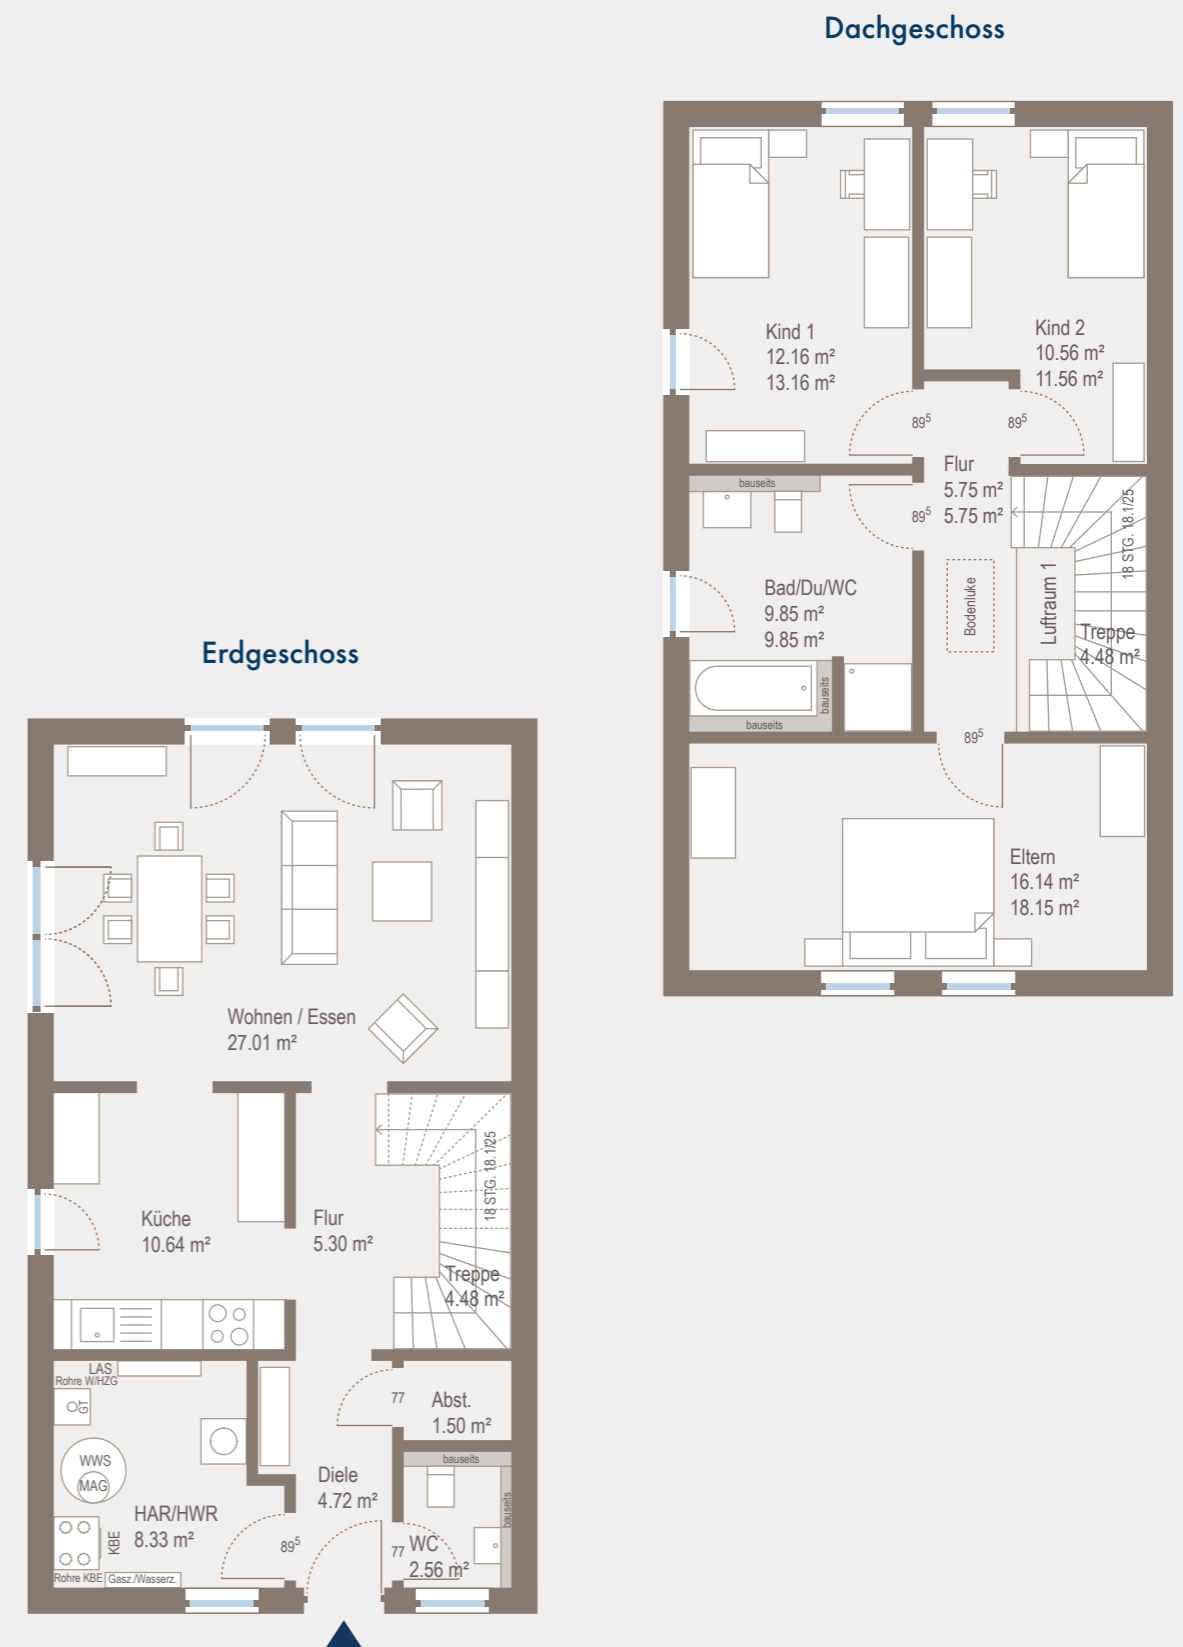 Dachgeschoss
Kind 1
12.16 m²
13.16 m²
Kind 2
10.56 m²
11.56 m²
89⁵
89⁵
Flur
5.75 m²
5.75 m²
bauseits
89⁵
18 STG. 18.1/25
Bad/Du/WC
9.85 m²
9.85 m²
Bodenluke
Luftraum 1
Treppe
4.48 m²
bauseits
bauseits
89⁵
Eltern
16.14 m²
18.15 m²
Erdgeschoss
Wohnen / Essen
27.01 m²
18 STG. 18.1/25
Küche
10.64 m²
Flur
5.30 m²
Treppe
4.48 m²
LAS
Rohre W/HZG
GT
77
Abst.
1.50 m²
WWS
MAG
bauseits
Diele
4.72 m²
bauseits
HAR/HWR
8.33 m²
KBE
89⁵
77
WC
2.56 m²
Rohre KBE
Gasz./Wasserz.